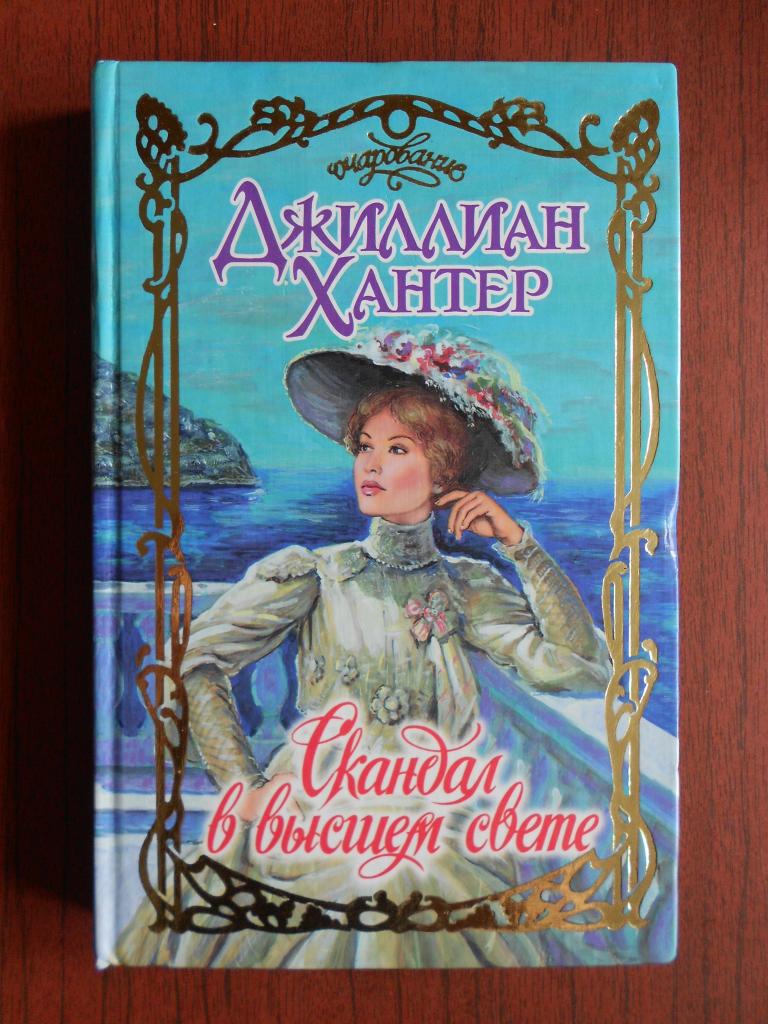 Очарование
ДЖИЛЛИАН
ХАНТЕР
Скандал
в высшем свете